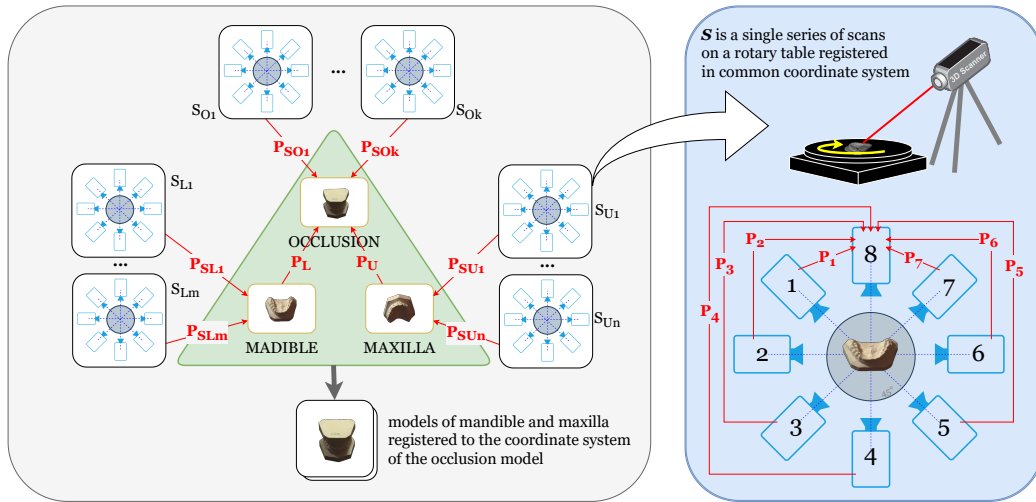 S_O1
...
S_Ok
P_SO1
P_SOk
S_L1
...
S_Lm
P_SL1
P_SLm
OCCLUSION
P_L
P_U
MADIBLE
MAXILLA
P_SU1
P_SUn
S_U1
...
S_Un
models of mandible and maxilla
registered to the coordinate system
of the occlusion model
S is a single series of scans
on a rotary table registered
in common coordinate system
3D Scanner
P_2
P_1
P_3
P_4
P_6
P_7
P_5
8
1
7
2
6
3
5
4
45°